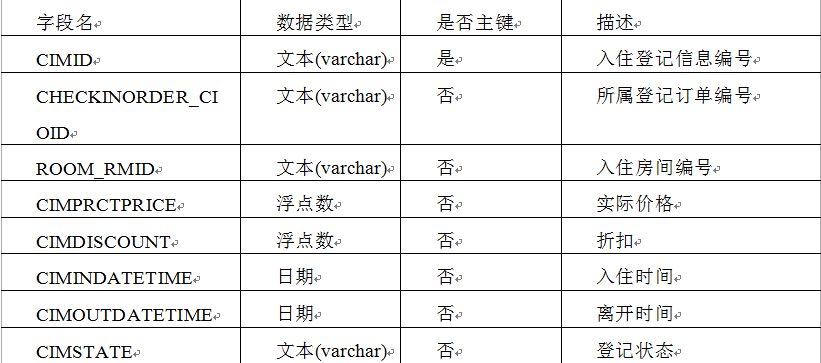 字段名 数据类型 是否主键 描述
CIMID 文本(varchar) 是 入住登记信息编号
CHECKINORDER_CI 文本(varchar) 否 所属登记订单编号
OID
ROOM_RMID 文本(varchar) 否 入住房间编号
CIMPRCTPRICE 浮点数 否 实际价格
CIMDISCOUNT 浮点数 否 折扣
CIMINDATETIME 日期 否 入住时间
CIMOUTDATETIME 日期 否 离开时间
CIMSTATE 文本(varchar) 否 登记状态